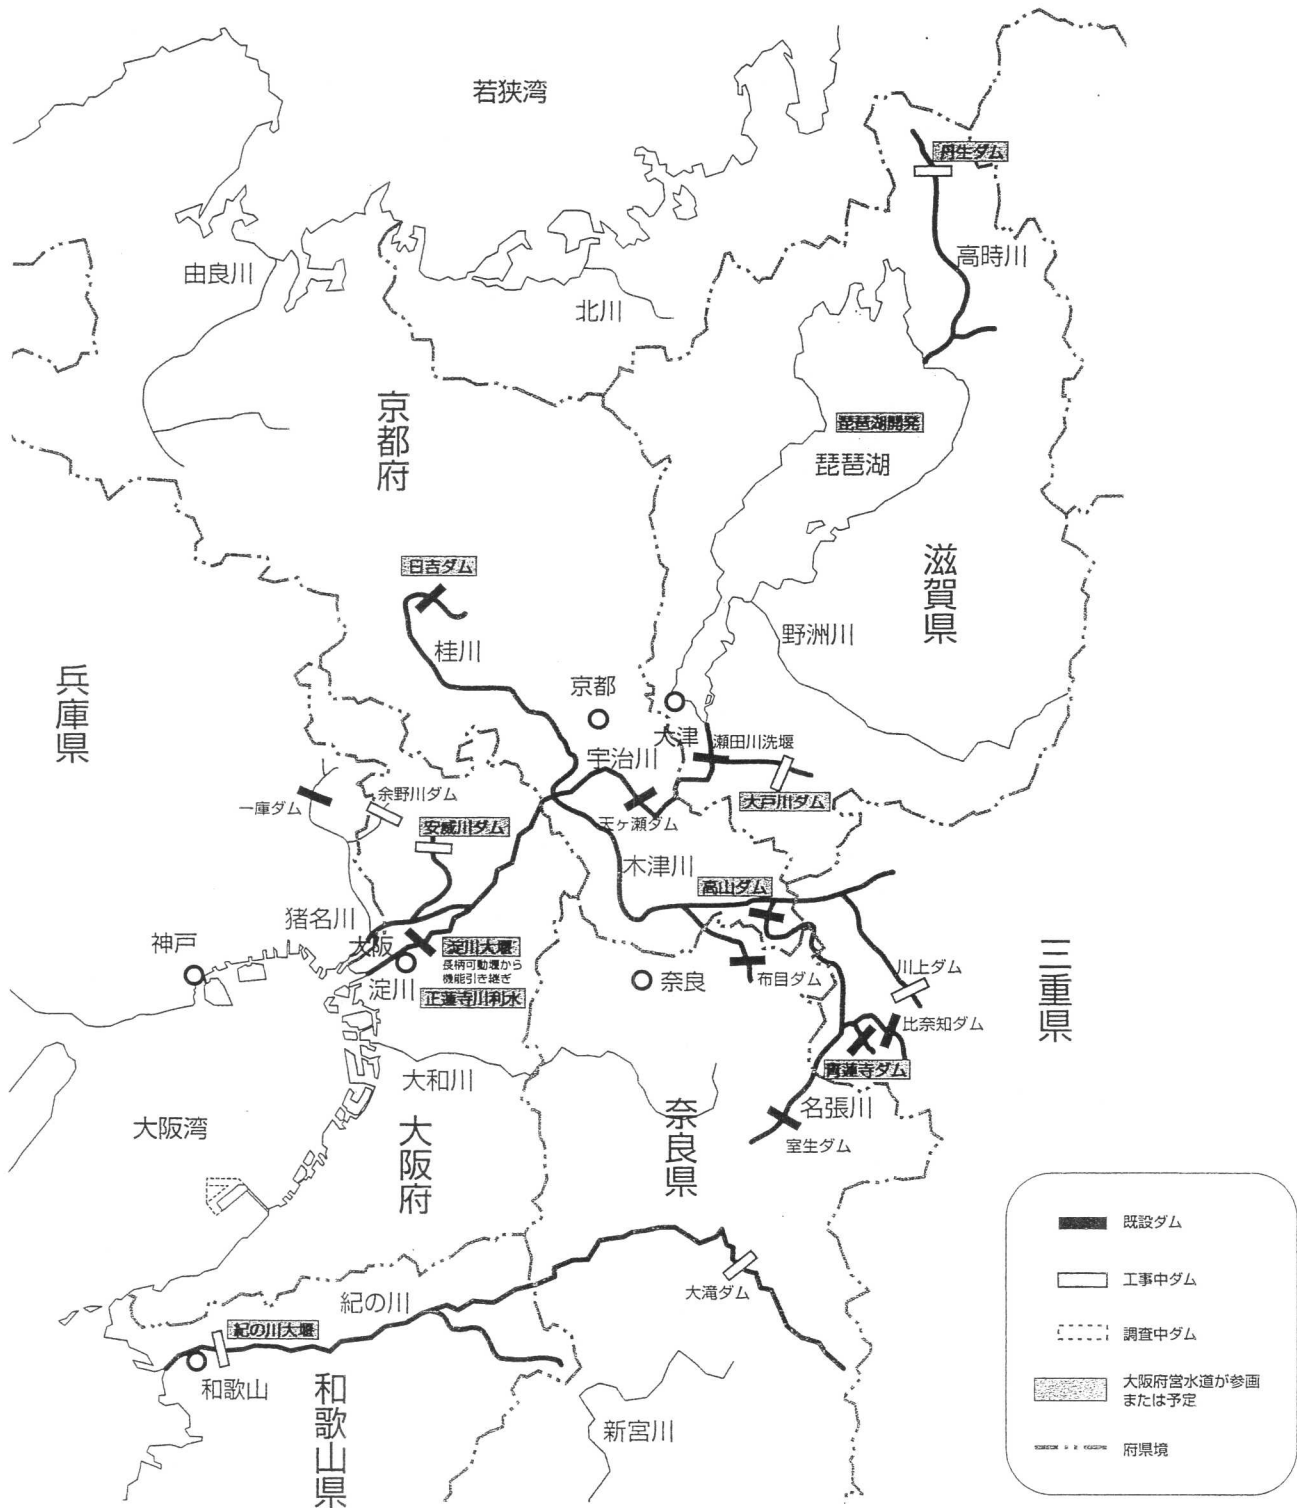 若狭湾
丹生ダム
高時川
由良川
北川
京都府
琵琶湖開発
琵琶湖
滋賀県
日吉ダム
桂川
野洲川
兵庫県
京都
大津
瀬田川洗堰
宇治川
一庫ダム
余野川ダム
大戸川ダム
天ヶ瀬ダム
安威川ダム
木津川
高山ダム
猪名川
神戸
大阪
淀川大堰
長柄可動堰から
機能引き継ぎ
淀川
正蓮寺川利水
奈良
布目ダム
川上ダム
三重県
比奈知ダム
青蓮寺ダム
大和川
名張川
大阪湾
大阪府
奈良県
室生ダム
大滝ダム
紀の川
紀の川大堰
和歌山
和歌山県
新宮川
既設ダム
工事中ダム
調査中ダム
大阪府営水道が参画
または予定
府県境